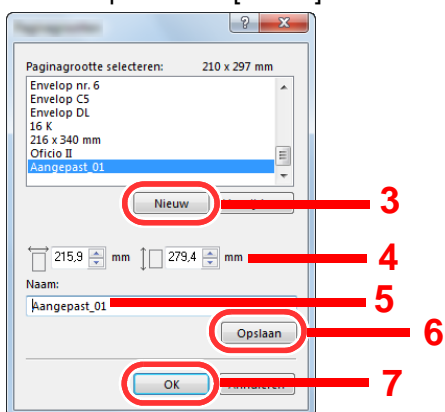 Paginagrootte selecteren: 210 x 297 mm
Envelop nr. 6
Envelop C5
Envelop DL
16 K
216 x 340 mm
Oficio II
Aangepast_01
Nieuw
3
215,9 mm 279,4 mm
4
Naam:
Aangepast_01
5
Opslaan
6
OK
7